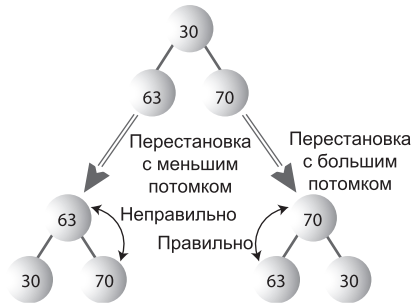 30
63
70
Перестановка
с меньшим
потомком
Перестановка
с большим
потомком
63
Неправильно
30
70
70
Правильно
63
30